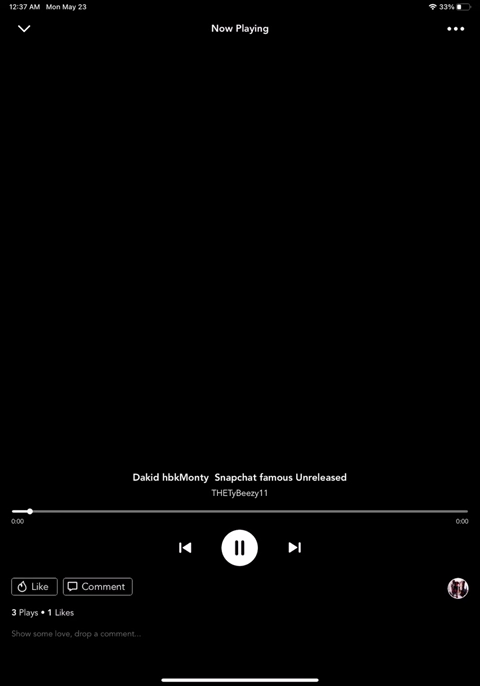 12:37 AM Mon May 23 33%
Now Playing
Dakid hbkMonty Snapchat famous Unreleased
THETyBeezy11
0:00 0:00
Like Comment
3 Plays • 1 Likes
Show some love, drop a comment...